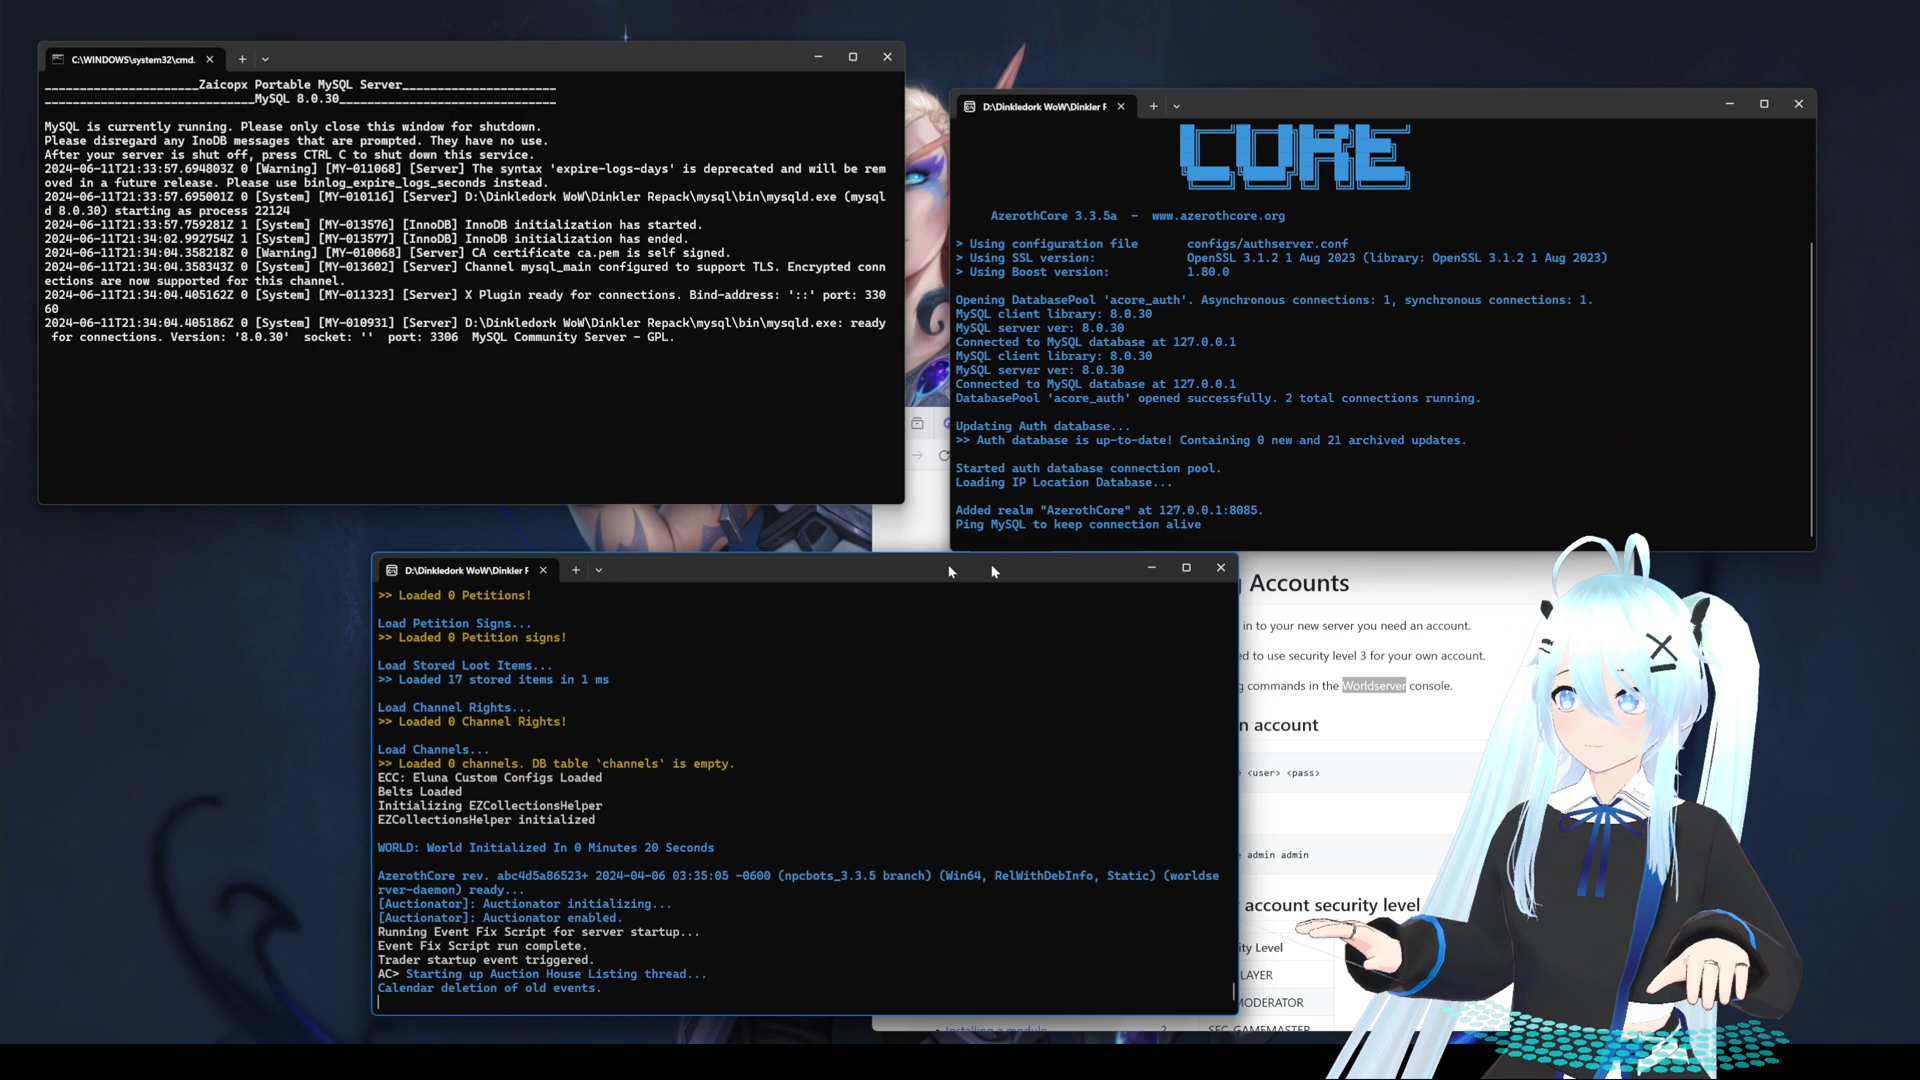 C:\WINDOWS\system32\cmd.
______________________Zaicopx Portable MySQL Server______________________
______________________________MySQL 8.0.30_______________________________
MySQL is currently running. Please only close this window for shutdown.
Please disregard any InoDB messages that are prompted. They have no use.
After your server is shut off, press CTRL C to shut down this service.
2024-06-11T21:33:57.694803Z 0 [Warning] [MY-011068] [Server] The syntax 'expire-logs-days' is deprecated and will be rem
oved in a future release. Please use binlog_expire_logs_seconds instead.
2024-06-11T21:33:57.695001Z 0 [System] [MY-010116] [Server] D:\Dinkledork WoW\Dinkler Repack\mysql\bin\mysqld.exe (mysql
d 8.0.30) starting as process 22124
2024-06-11T21:33:57.759281Z 1 [System] [MY-013576] [InnoDB] InnoDB initialization has started.
2024-06-11T21:34:02.992754Z 1 [System] [MY-013577] [InnoDB] InnoDB initialization has ended.
2024-06-11T21:34:04.358218Z 0 [Warning] [MY-010068] [Server] CA certificate ca.pem is self signed.
2024-06-11T21:34:04.358343Z 0 [System] [MY-013602] [Server] Channel mysql_main configured to support TLS. Encrypted conn
ections are now supported for this channel.
2024-06-11T21:34:04.405162Z 0 [System] [MY-011323] [Server] X Plugin ready for connections. Bind-address: '::' port: 330
60
2024-06-11T21:34:04.405186Z 0 [System] [MY-010931] [Server] D:\Dinkledork WoW\Dinkler Repack\mysql\bin\mysqld.exe: ready
for connections. Version: '8.0.30'  socket: ''  port: 3306  MySQL Community Server - GPL.
D:\Dinkledork WoW\Dinkler F
CORE
AzerothCore 3.3.5a  -  www.azerothcore.org
> Using configuration file       configs/authserver.conf
> Using SSL version:             OpenSSL 3.1.2 1 Aug 2023 (library: OpenSSL 3.1.2 1 Aug 2023)
> Using Boost version:           1.80.0
Opening DatabasePool 'acore_auth'. Asynchronous connections: 1, synchronous connections: 1.
MySQL client library: 8.0.30
MySQL server ver: 8.0.30
Connected to MySQL database at 127.0.0.1
MySQL client library: 8.0.30
MySQL server ver: 8.0.30
Connected to MySQL database at 127.0.0.1
DatabasePool 'acore_auth' opened successfully. 2 total connections running.
Updating Auth database...
>> Auth database is up-to-date! Containing 0 new and 21 archived updates.
Started auth database connection pool.
Loading IP Location Database...
Added realm "AzerothCore" at 127.0.0.1:8085.
Ping MySQL to keep connection alive
D:\Dinkledork WoW\Dinkler F
>> Loaded 0 Petitions!
Load Petition Signs...
>> Loaded 0 Petition signs!
Load Stored Loot Items...
>> Loaded 17 stored items in 1 ms
Load Channel Rights...
>> Loaded 0 Channel Rights!
Load Channels...
>> Loaded 0 channels. DB table `channels` is empty.
ECC: Eluna Custom Configs Loaded
Belts Loaded
Initializing EZCollectionsHelper
EZCollectionsHelper initialized
WORLD: World Initialized In 0 Minutes 20 Seconds
AzerothCore rev. abc4d5a86523+ 2024-04-06 03:35:05 -0600 (npcbots_3.3.5 branch) (Win64, RelWithDebInfo, Static) (worldse
rver-daemon) ready...
[Auctionator]: Auctionator initializing...
[Auctionator]: Auctionator enabled.
Running Event Fix Script for server startup...
Event Fix Script run complete.
Trader startup event triggered.
AC> Starting up Auction House Listing thread...
Calendar deletion of old events.
Accounts
in to your new server you need an account.
ed to use security level 3 for your own account.
g commands in the Worldserver console.
n account
<user> <pass>
e admin admin
account security level
ity Level
LAYER
MODERATOR
Installing a module
2
SEC_GAMEMASTER